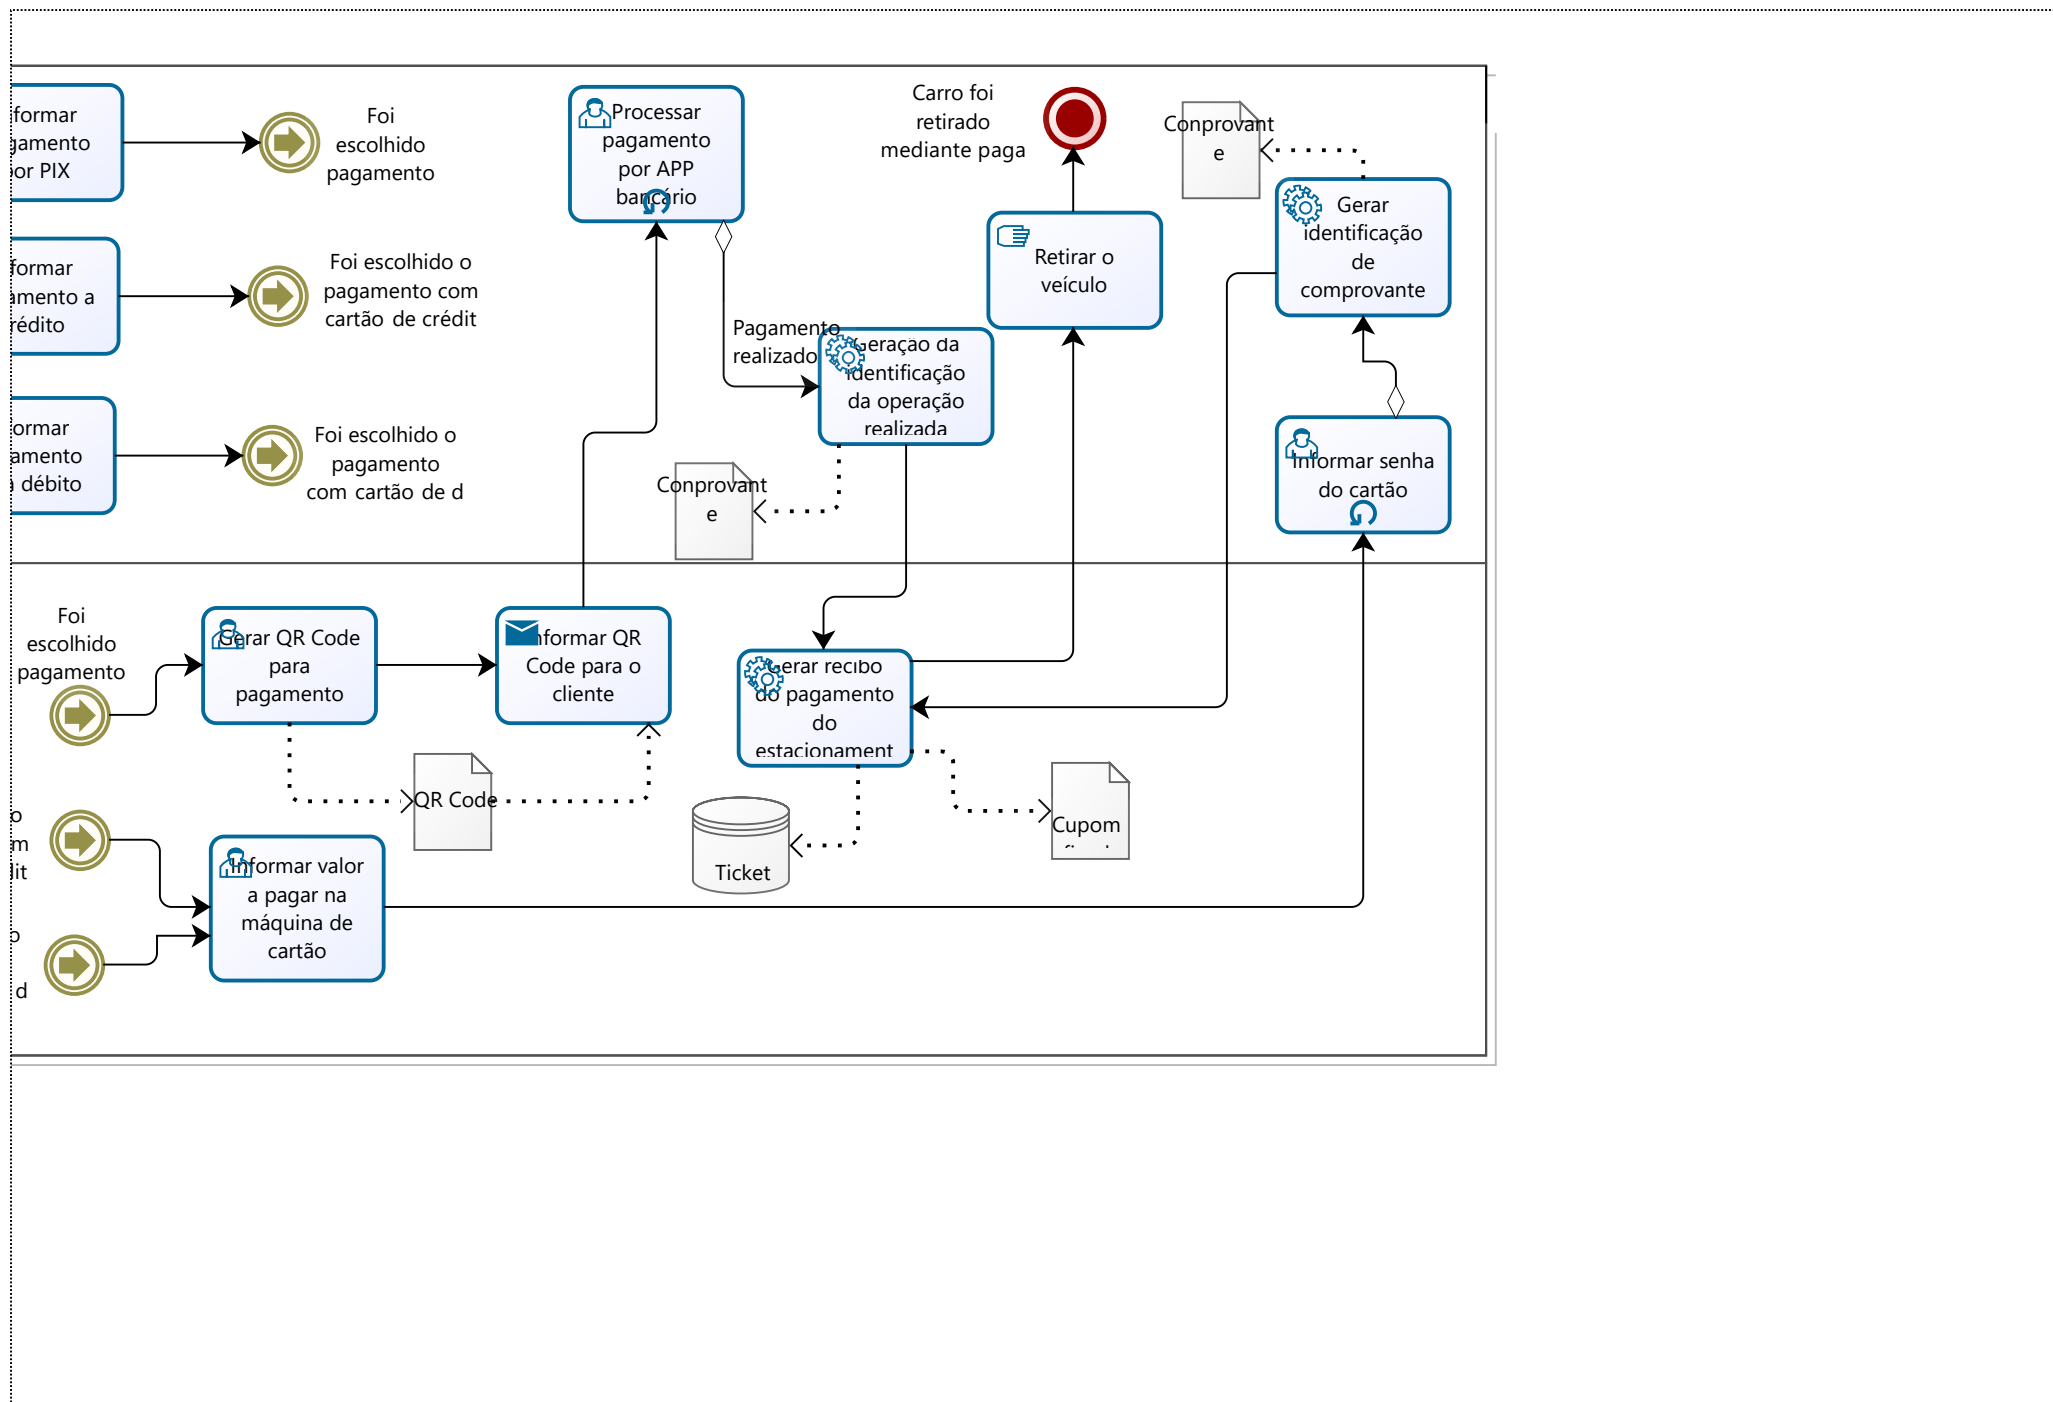 formar
gamento
or PIX
Foi
escolhido
pagamento
Processar
pagamento
por APP
bancário
Carro foi
retirado
mediante paga
Conprovant
e
Gerar
identificação
de
comprovante
formar
amento a
rédito
Foi escolhido o
pagamento com
cartão de crédit
Retirar o
veículo
Pagamento
realizado
Geração da
identificação
da operação
realizada
ormar
amento
débito
Foi escolhido o
pagamento
com cartão de d
Conprovant
e
Informar senha
do cartão
Foi
escolhido
pagamento
Gerar QR Code
para
pagamento
Informar QR
Code para o
cliente
Gerar recibo
do pagamento
do
estacionament
QR Code
Ticket
Cupom
o
m
dit
Informar valor
a pagar na
máquina de
cartão
o
d